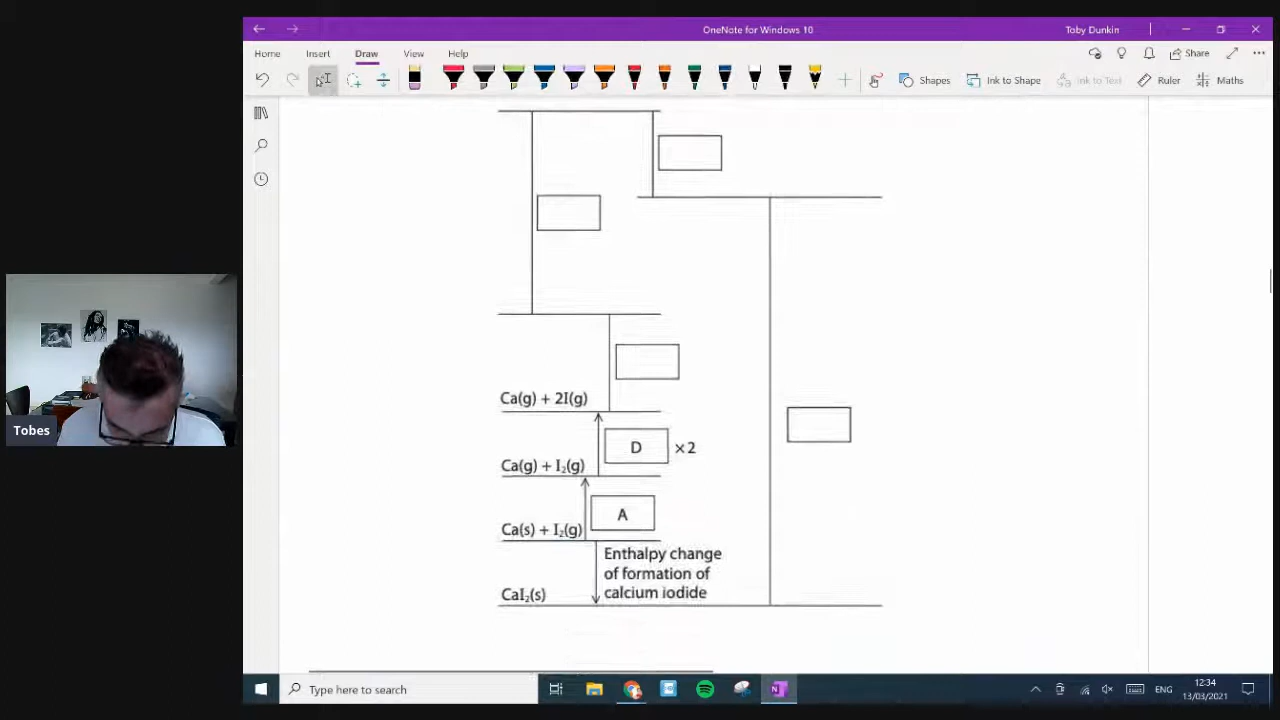 OneNote for Windows 10
Toby Dunkin
Home Insert Draw View Help
Share
Shapes Ink to Shape Ink to Text Ruler Maths
Ca(g) + 2I(g)
D ×2
Ca(g) + I₂(g)
A
Ca(s) + I₂(g)
Enthalpy change
of formation of
calcium iodide
CaI₂(s)
Tobes
Type here to search
ENG
12:34
13/03/2021